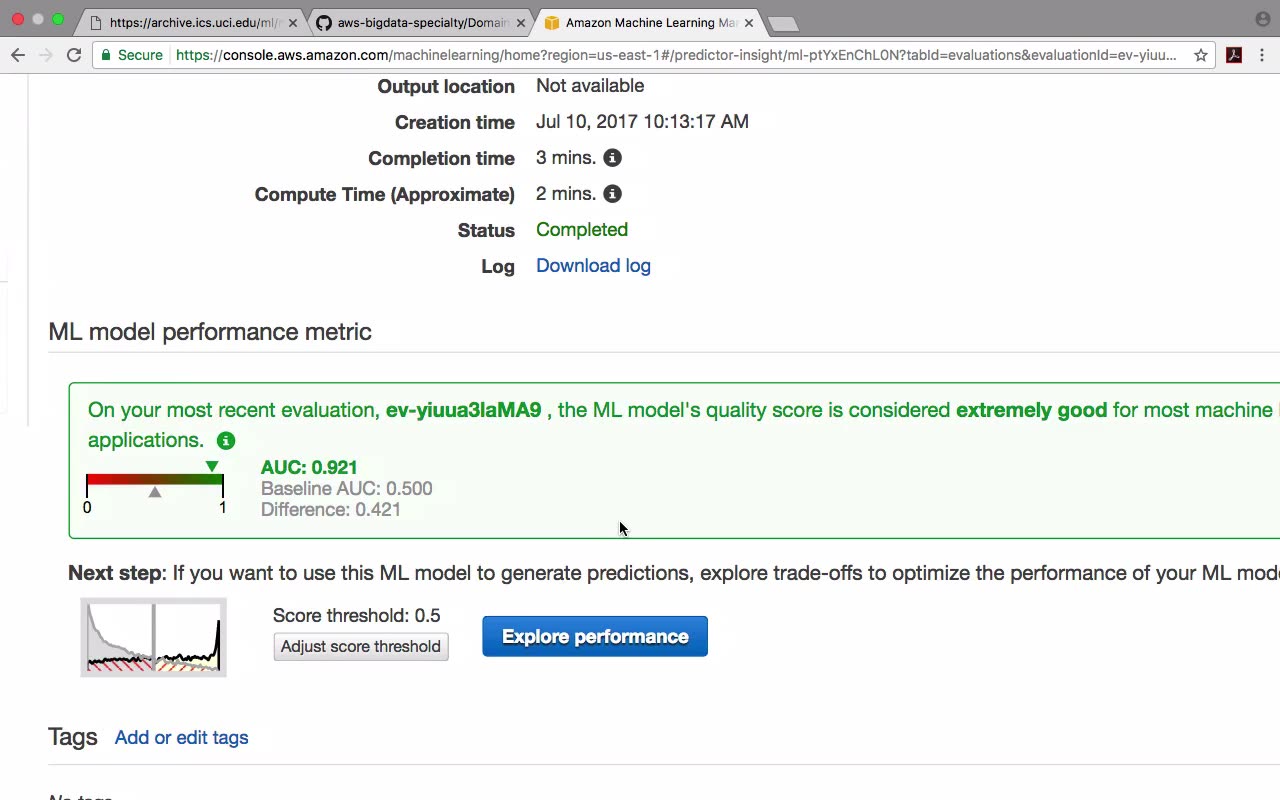 https://archive.ics.uci.edu/ml/
aws-bigdata-specialty/Domain
Amazon Machine Learning Ma
Secure https://console.aws.amazon.com/machinelearning/home?region=us-east-1#/predictor-insight/ml-ptYxEnChL0N?tabId=evaluations&evaluationId=ev-yiuu...
Output location Not available
Creation time Jul 10, 2017 10:13:17 AM
Completion time 3 mins.
Compute Time (Approximate) 2 mins.
Status Completed
Log Download log
ML model performance metric
On your most recent evaluation, ev-yiuua3laMA9 , the ML model's quality score is considered extremely good for most machine
applications.
AUC: 0.921
Baseline AUC: 0.500
Difference: 0.421
0 1
Next step: If you want to use this ML model to generate predictions, explore trade-offs to optimize the performance of your ML mode
Score threshold: 0.5
Adjust score threshold
Explore performance
Tags Add or edit tags
No tags